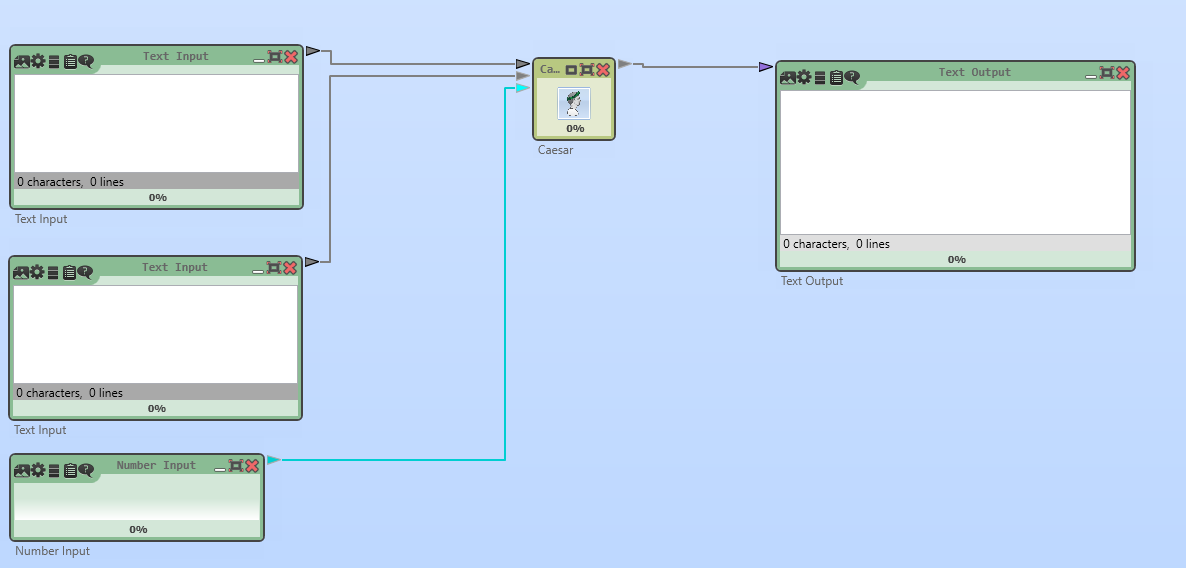 Text Input
0 characters,  0 lines
0%
Text Input
Ca...
0%
Caesar
Text Output
0 characters,  0 lines
0%
Text Output
Text Input
0 characters,  0 lines
0%
Text Input
Number Input
0%
Number Input